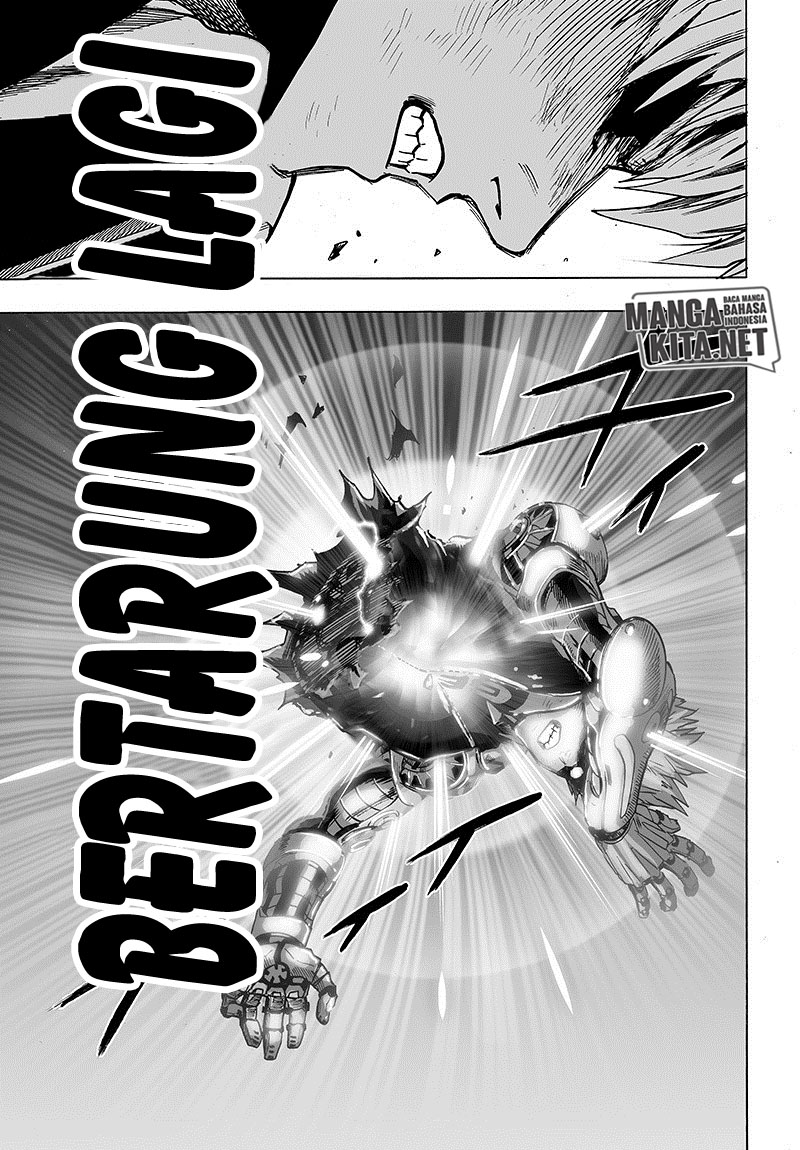 BERTARUNG LAGI
MANGA
KITA.NET
BACA MANGA
BAHASA
INDONESIA